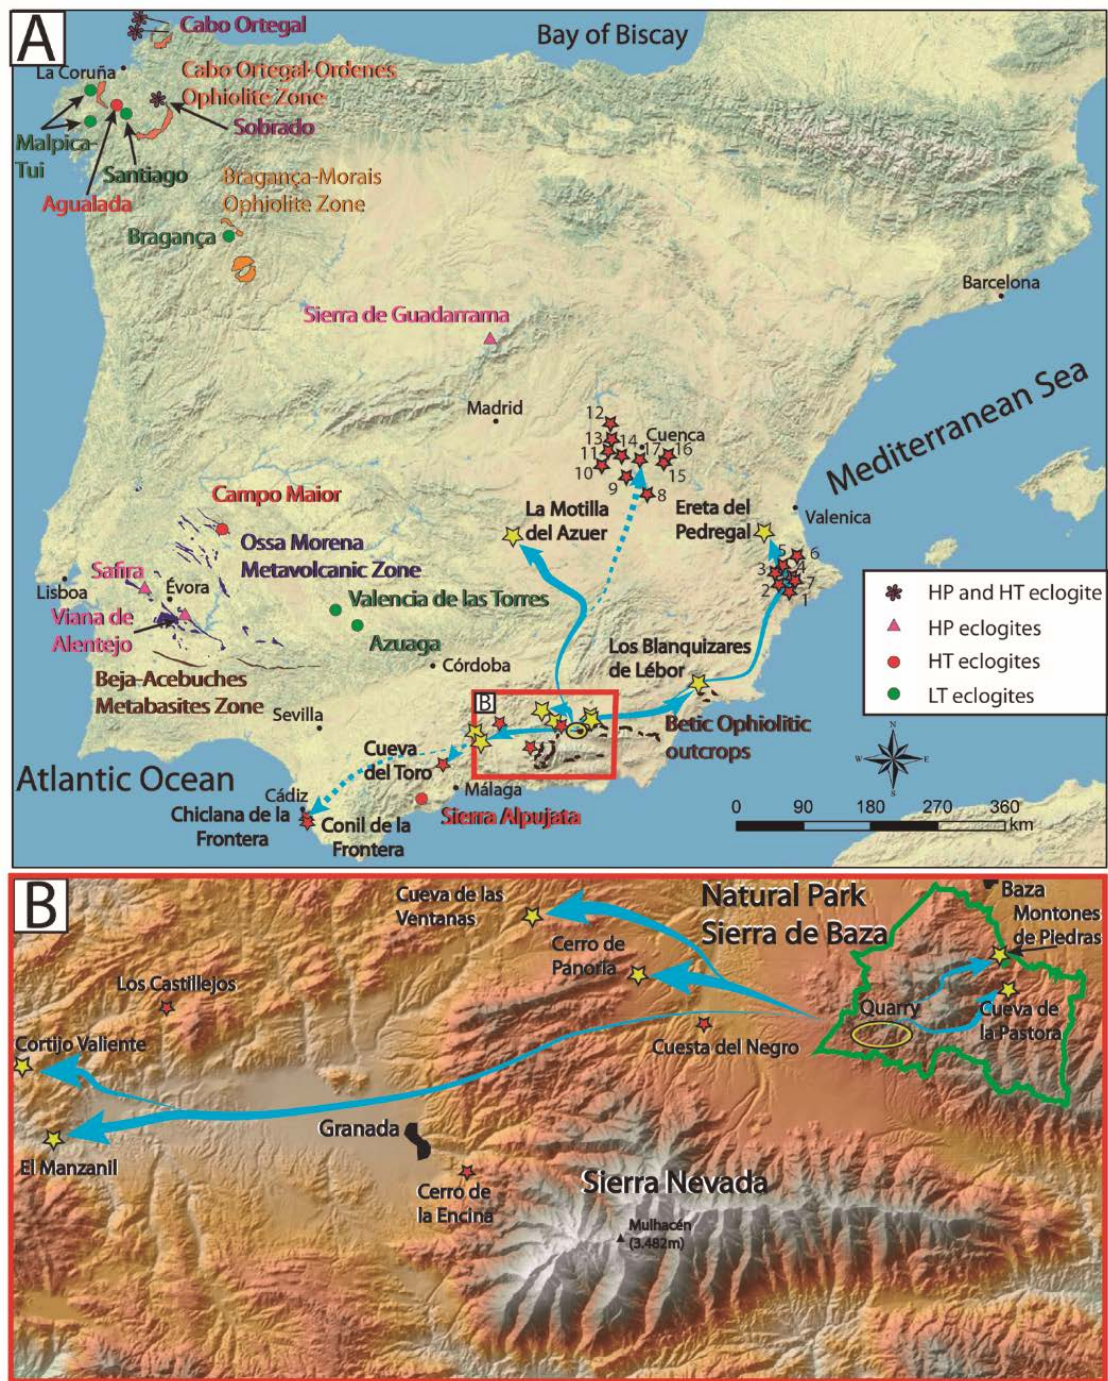 A
Bay of Biscay
Cabo Ortegal
La Coruña
Cabo Ortegal-Ordenes
Ophiolite Zone
Sobrado
Malpica-
Tui
Santiago
Agualada
Bragança-Morais
Ophiolite Zone
Bragança
Barcelona
Sierra de Guadarrama
Madrid
Mediterranean Sea
12
13
14
Cuenca
11
17
16
10
15
9
8
Campo Maior
La Motilla
del Azuer
Ereta del
Pedregal
Valenica
Ossa Morena
Metavolcanic Zone
5
6
3
4
7
2
1
Safira
Lisboa
Évora
Viana de
Alentejo
Valencia de las Torres
Azuaga
HP and HT eclogite
HP eclogites
HT eclogites
LT eclogites
Los Blanquizares
de Lébor
Córdoba
Beja-Acebuches
Metabasites Zone
Sevilla
B
Betic Ophiolitic
outcrops
N
W
E
S
Cueva
del Toro
Atlantic Ocean
Cádiz
Málaga
Chiclana de la
Frontera
Conil de la
Frontera
Sierra Alpujata
0
90
180
270
360
km
B
Cueva de las
Ventanas
Natural Park
Sierra de Baza
Baza
Montones
de Piedras
Cerro de
Panoria
Los Castillejos
Quarry
Cueva de
la Pastora
Cortijo Valiente
Cuesta del Negro
Granada
El Manzanil
Cerro de
la Encina
Sierra Nevada
Mulhacén
(3.482m)